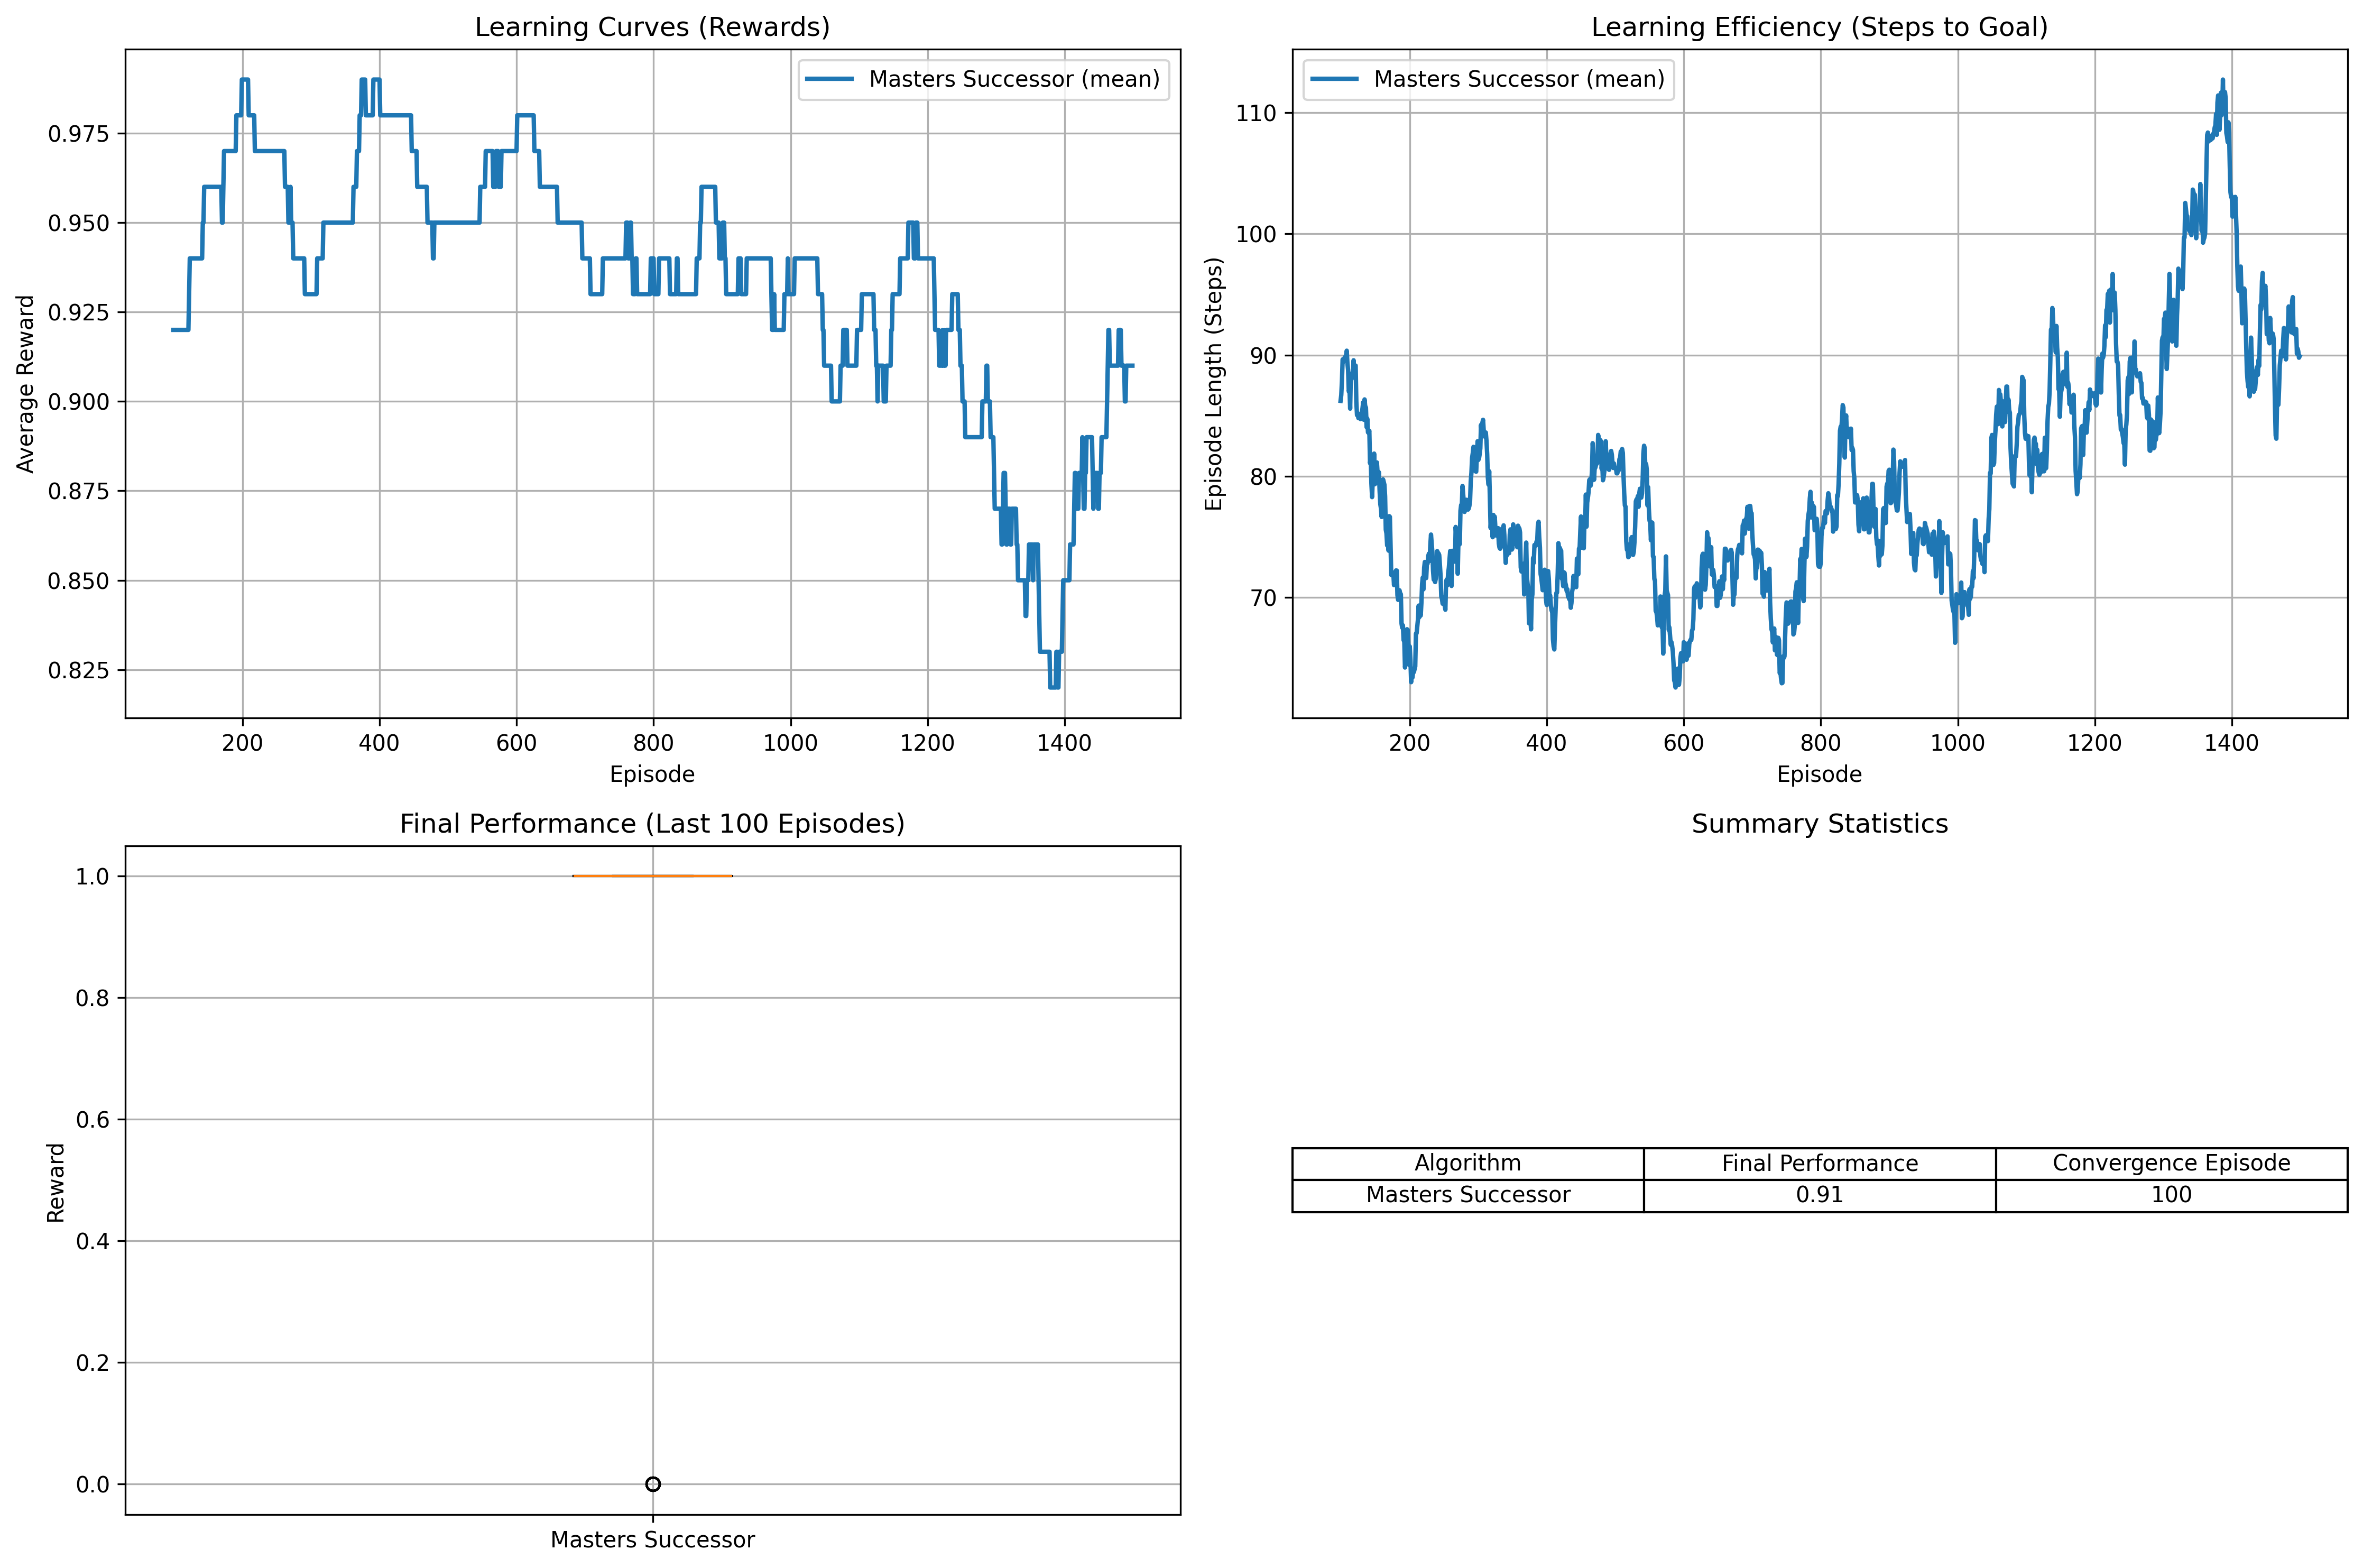 Learning Curves (Rewards)
Masters Successor (mean)
Average Reward
0.975
0.950
0.925
0.900
0.875
0.850
0.825
200 400 600 800 1000 1200 1400
Episode
Learning Efficiency (Steps to Goal)
Masters Successor (mean)
Episode Length (Steps)
110
100
90
80
70
200 400 600 800 1000 1200 1400
Episode
Final Performance (Last 100 Episodes)
Reward
1.0
0.8
0.6
0.4
0.2
0.0
Masters Successor
Summary Statistics
Algorithm Final Performance Convergence Episode
Masters Successor 0.91 100